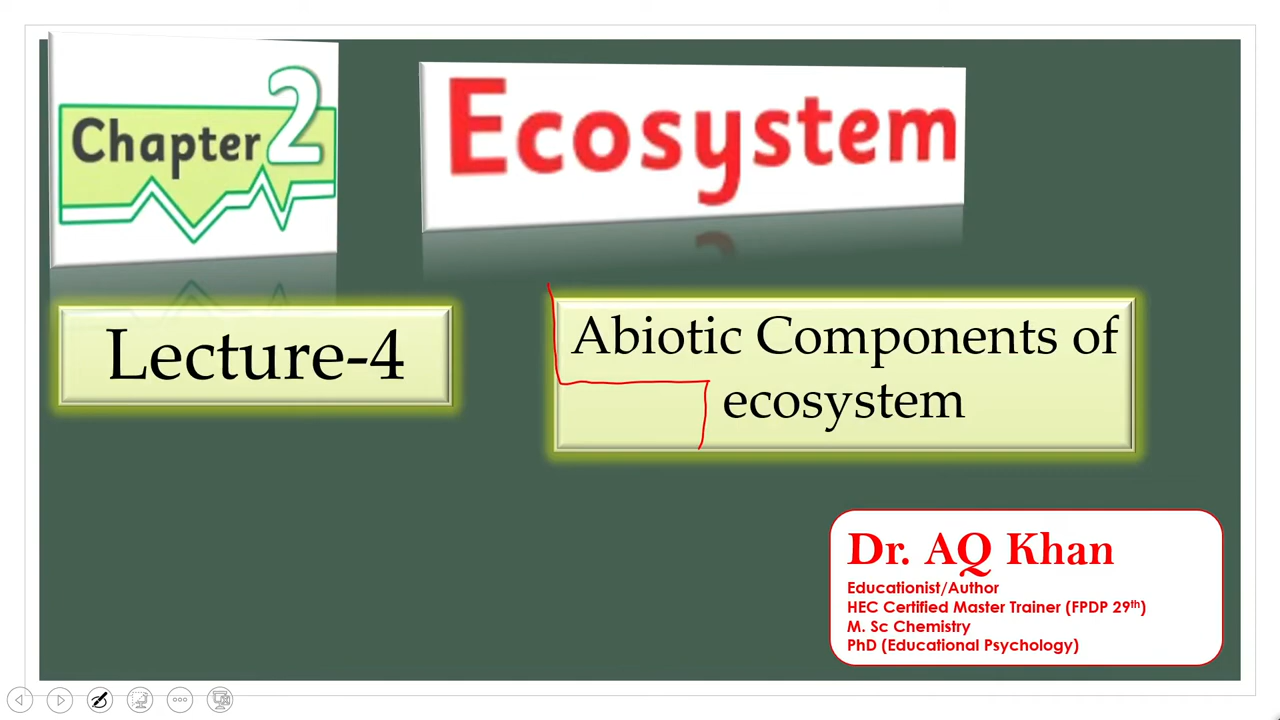 Chapter 2
Ecosystem
Lecture-4
Abiotic Components of
ecosystem
Dr. AQ Khan
Educationist/Author
HEC Certified Master Trainer (FPDP 29th)
M. Sc Chemistry
PhD (Educational Psychology)